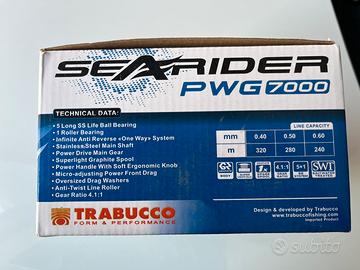 SEARIDER
PWG7000
TECHNICAL DATA:
• 5 Long SS Life Ball Bearing
• 1 Roller Bearing
• Infinite Anti Reverse «One Way» System
• Stainless/Steel Main Shaft
• Power Drive Main Gear
• Superlight Graphite Spool
• Power Handle With Soft Ergonomic Knob
• Micro-adjusting Power Front Drag
• Oversized Drag Washers
• Anti-Twist Line Roller
• Gear Ratio 4.1:1
LINE CAPACITY
mm 0.40 0.50 0.60
m 320 280 240
4.1:1 5+1 SWT
TRABUCCO
FORM & PERFORMANCE
Design & developed by Trabucco
www.trabuccofishing.com
subito